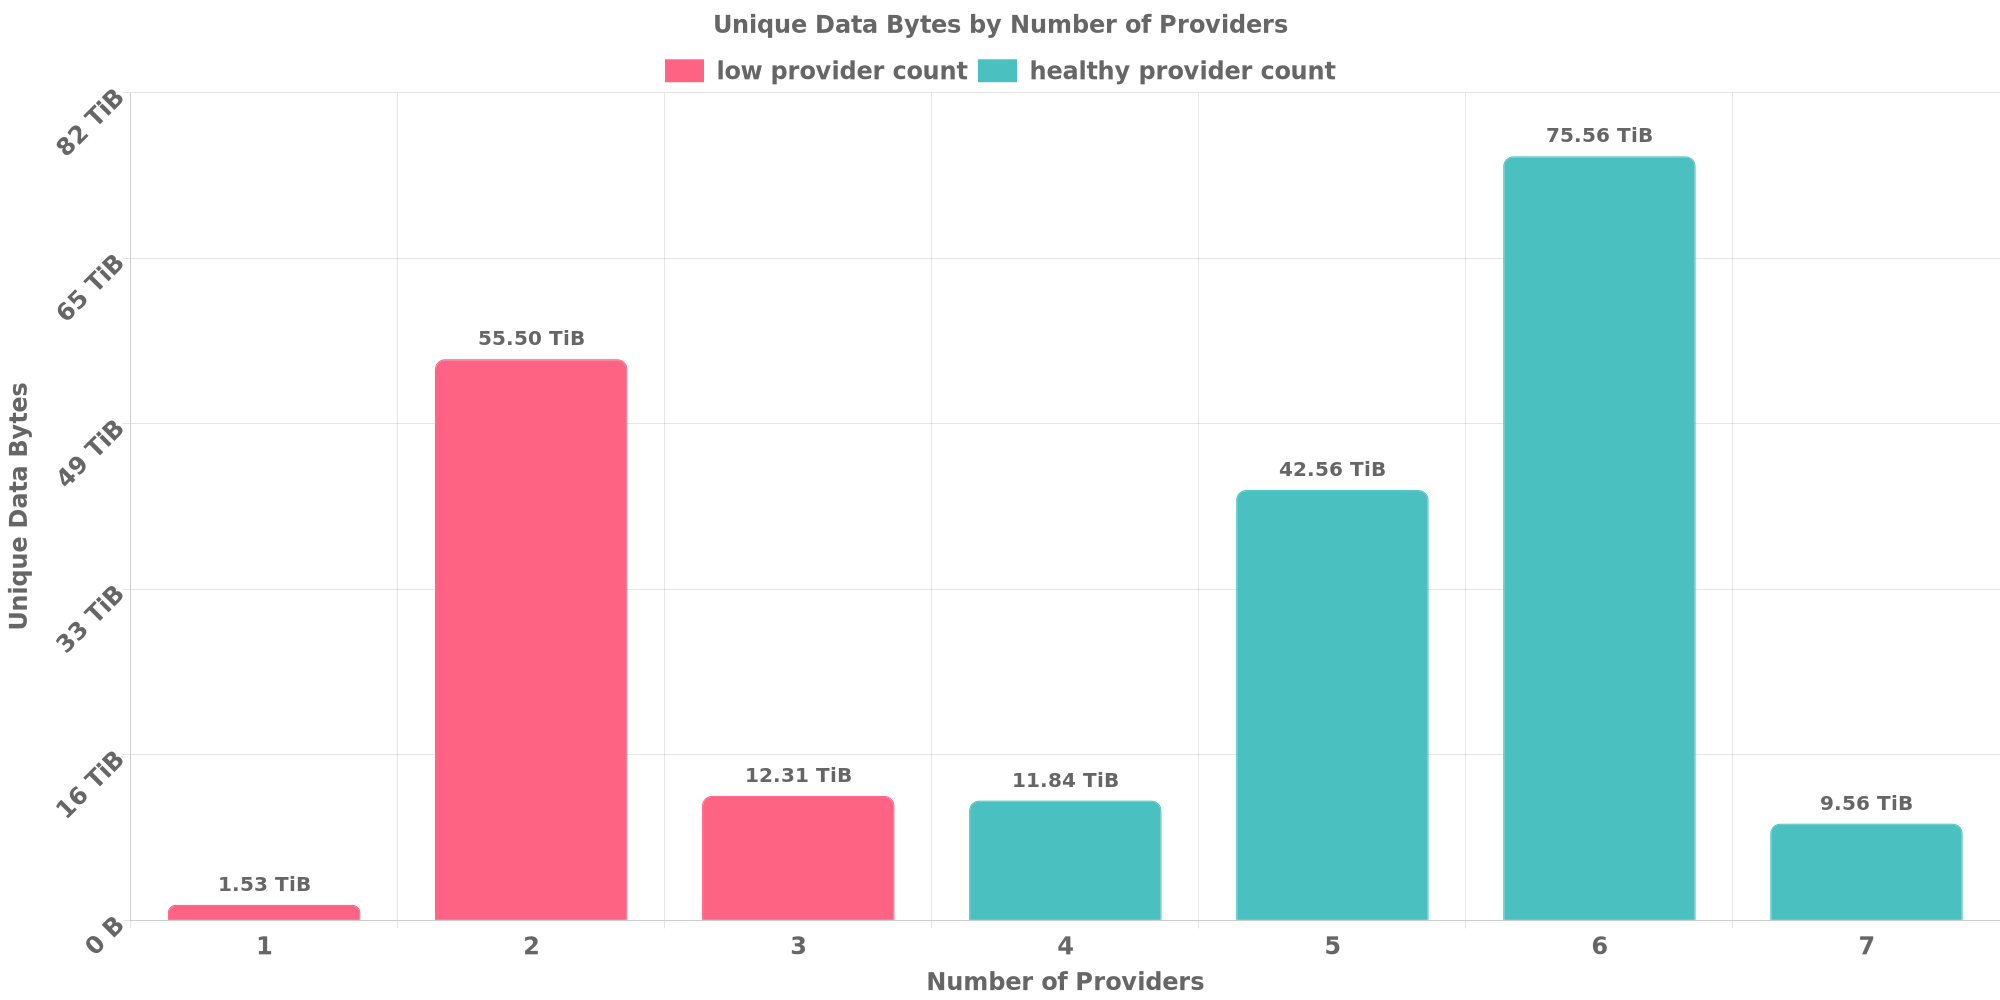 Unique Data Bytes by Number of Providers
low provider count healthy provider count
82 TiB
65 TiB
49 TiB
33 TiB
16 TiB
0 B
Unique Data Bytes
1.53 TiB
55.50 TiB
12.31 TiB
11.84 TiB
42.56 TiB
75.56 TiB
9.56 TiB
1 2 3 4 5 6 7
Number of Providers